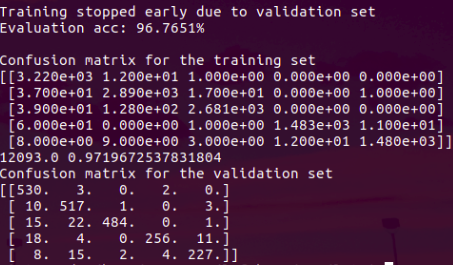 Training stopped early due to validation set
Evaluation acc: 96.7651%
Confusion matrix for the training set
[[3.220e+03 1.200e+01 1.000e+00 0.000e+00 0.000e+00]
[3.700e+01 2.890e+03 1.700e+01 0.000e+00 1.000e+00]
[3.900e+01 1.280e+02 2.681e+03 0.000e+00 0.000e+00]
[6.000e+01 0.000e+00 1.000e+00 1.483e+03 1.100e+01]
[8.000e+00 9.000e+00 3.000e+00 1.200e+01 1.480e+03]]
12093.0 0.9719672537831804
Confusion matrix for the validation set
[[530. 3. 0. 2. 0.]
[ 10. 517. 1. 0. 3.]
[ 15. 22. 484. 0. 1.]
[ 18. 4. 0. 256. 11.]
[ 8. 15. 2. 4. 227.]]